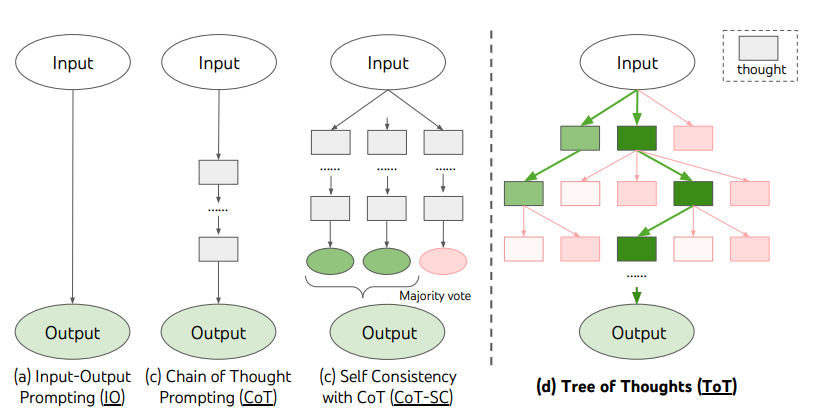 Input
Input
Input
Input
thought
......
......
......
......
......
Majority vote
Output
Output
Output
Output
(a) Input-Output
Prompting (IO)
(c) Chain of Thought
Prompting (CoT)
(c) Self Consistency
with CoT (CoT-SC)
(d) Tree of Thoughts (ToT)